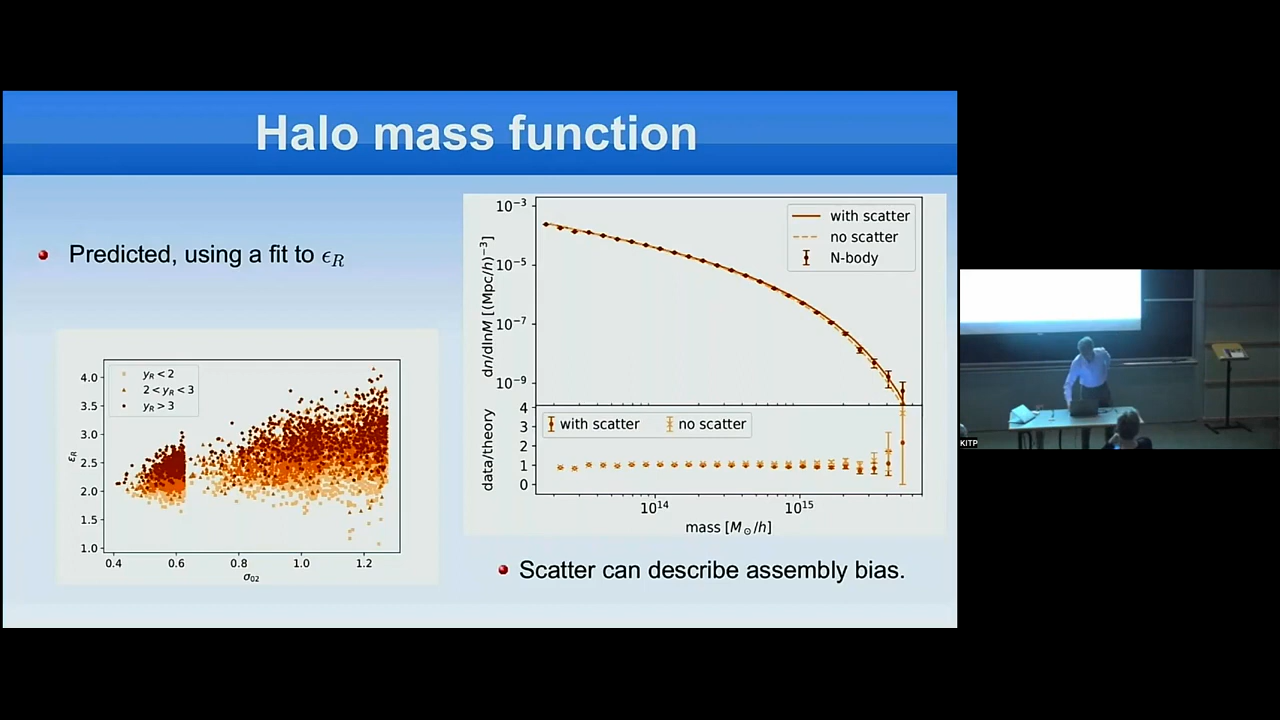 Halo mass function
Predicted, using a fit to ϵ_R
y_R < 2
2 < y_R < 3
y_R > 3
4.0
3.5
3.0
2.5
2.0
1.5
1.0
ε_R
0.4 0.6 0.8 1.0 1.2
σ_02
with scatter
no scatter
N-body
10⁻³
10⁻⁵
10⁻⁷
10⁻⁹
dn/dlnM [(Mpc/h)⁻³]
with scatter no scatter
4
3
2
1
0
data/theory
10¹⁴ 10¹⁵
mass [M_⊙/h]
Scatter can describe assembly bias.
KITP